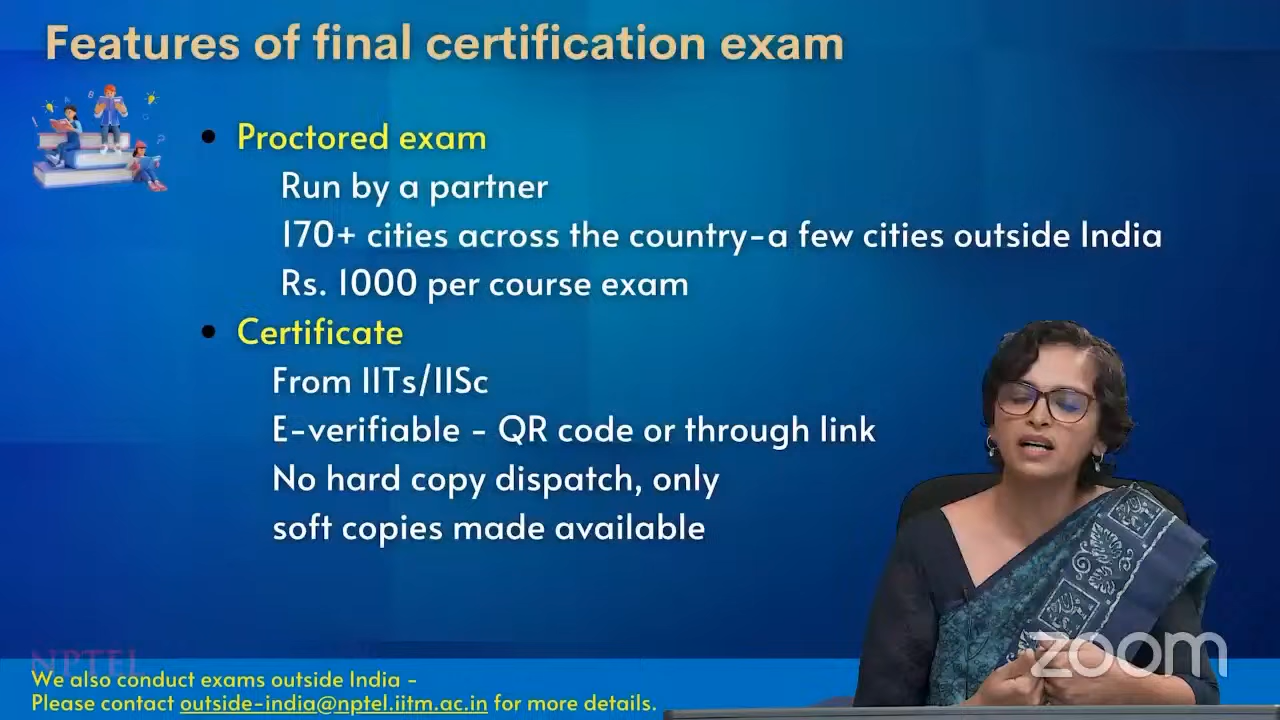 Features of final certification exam
Proctored exam
Run by a partner
170+ cities across the country-a few cities outside India
Rs. 1000 per course exam
Certificate
From IITs/IISc
E-verifiable - QR code or through link
No hard copy dispatch, only
soft copies made available
zoom
NPTEL
We also conduct exams outside India -
Please contact outside-india@nptel.iitm.ac.in for more details.